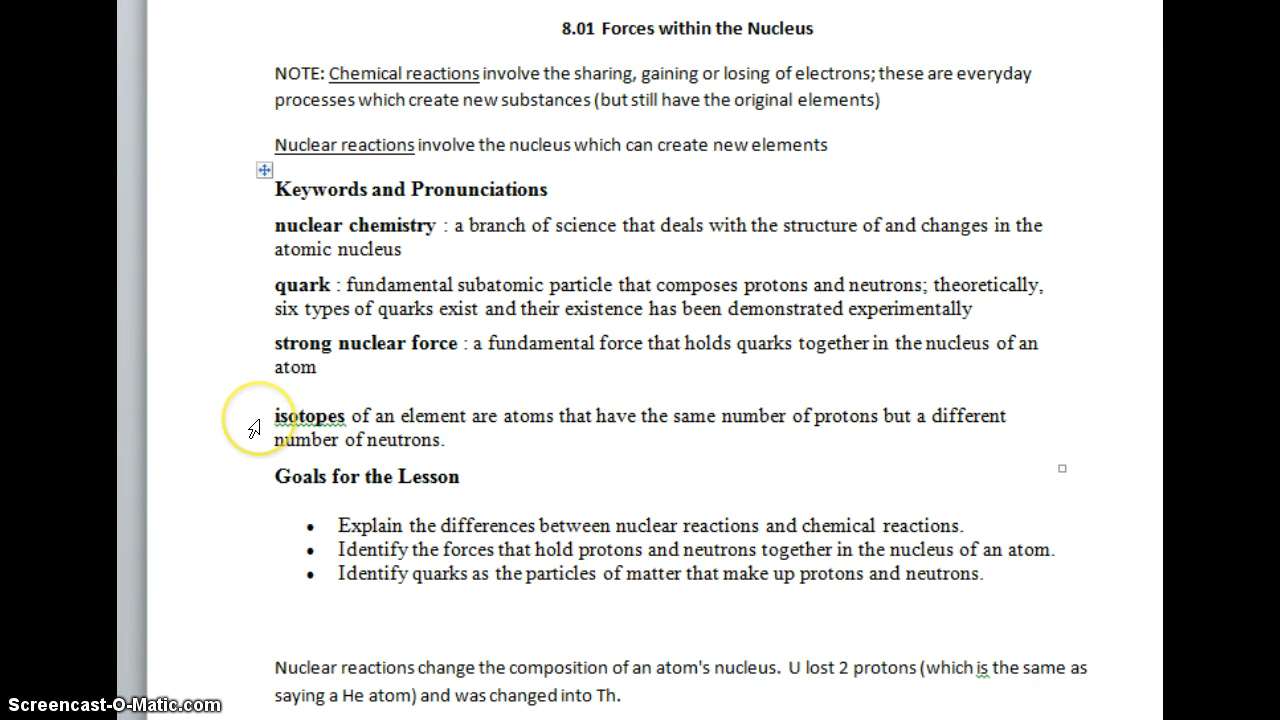 8.01 Forces within the Nucleus
NOTE: Chemical reactions involve the sharing, gaining or losing of electrons; these are everyday
processes which create new substances (but still have the original elements)
Nuclear reactions involve the nucleus which can create new elements
Keywords and Pronunciations
nuclear chemistry : a branch of science that deals with the structure of and changes in the
atomic nucleus
quark : fundamental subatomic particle that composes protons and neutrons; theoretically,
six types of quarks exist and their existence has been demonstrated experimentally
strong nuclear force : a fundamental force that holds quarks together in the nucleus of an
atom
isotopes of an element are atoms that have the same number of protons but a different
number of neutrons.
Goals for the Lesson
• Explain the differences between nuclear reactions and chemical reactions.
• Identify the forces that hold protons and neutrons together in the nucleus of an atom.
• Identify quarks as the particles of matter that make up protons and neutrons.
Nuclear reactions change the composition of an atom's nucleus. U lost 2 protons (which is the same as
saying a He atom) and was changed into Th.
Screencast-O-Matic.com